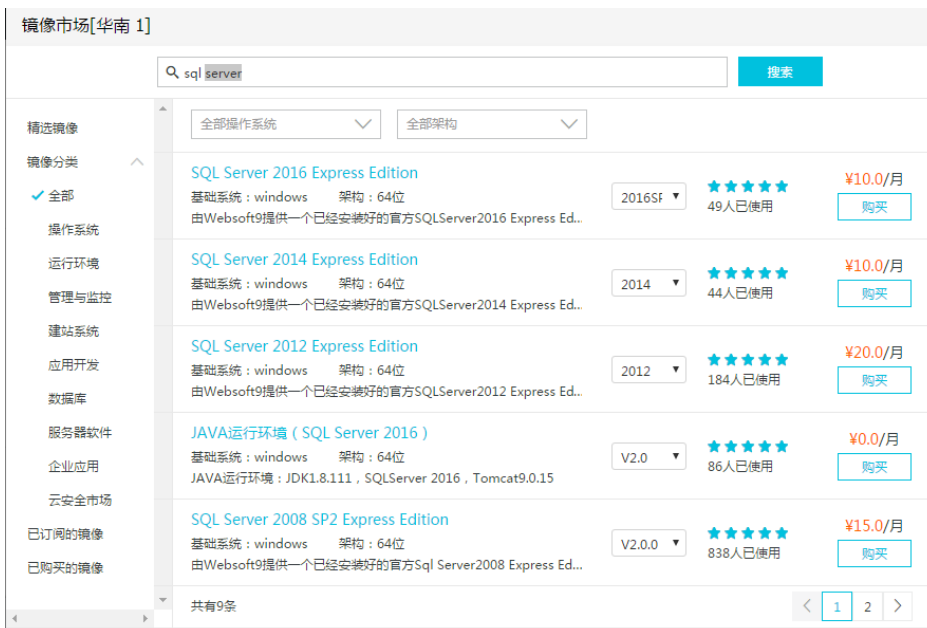 镜像市场[华南 1]
sql server
搜索
精选镜像
镜像分类
全部
操作系统
运行环境
管理与监控
建站系统
应用开发
数据库
服务器软件
企业应用
云安全市场
已订阅的镜像
已购买的镜像
全部操作系统
全部架构
SQL Server 2016 Express Edition
基础系统：windows 架构：64位
由Websoft9提供一个已经安装好的官方SQLServer2016 Express Ed...
2016SF
49人已使用
¥10.0/月
购买
SQL Server 2014 Express Edition
基础系统：windows 架构：64位
由Websoft9提供一个已经安装好的官方SQLServer2014 Express Ed...
2014
44人已使用
¥10.0/月
购买
SQL Server 2012 Express Edition
基础系统：windows 架构：64位
由Websoft9提供一个已经安装好的官方SQLServer2012 Express Ed...
2012
184人已使用
¥20.0/月
购买
JAVA运行环境（SQL Server 2016）
基础系统：windows 架构：64位
JAVA运行环境：JDK1.8.111，SQLServer 2016，Tomcat9.0.15
V2.0
86人已使用
¥0.0/月
购买
SQL Server 2008 SP2 Express Edition
基础系统：windows 架构：64位
由Websoft9提供一个已经安装好的官方Sql Server2008 Express Ed...
V2.0.0
838人已使用
¥15.0/月
购买
共有9条
1 2